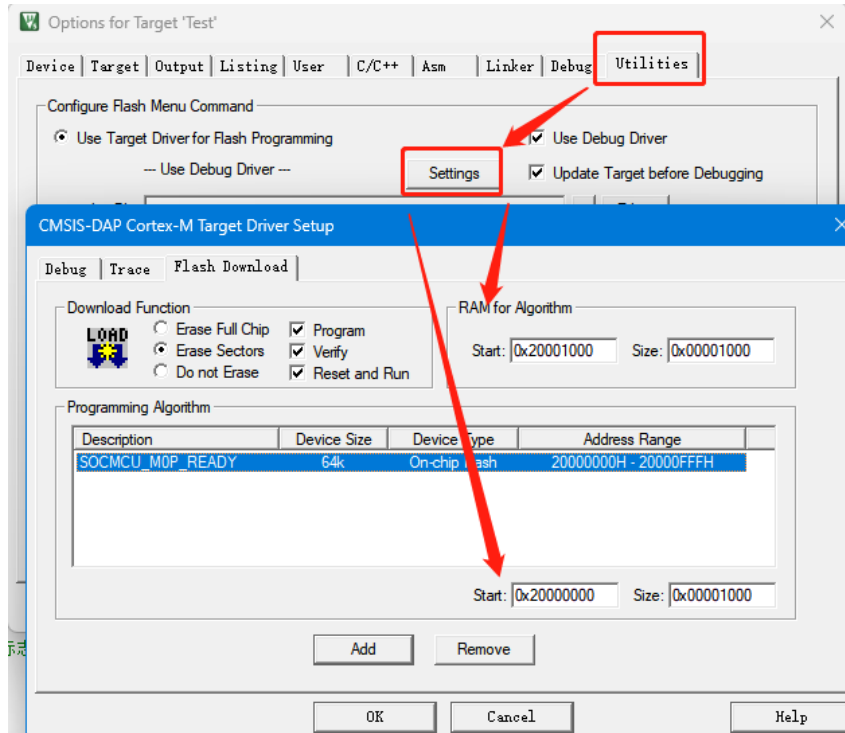 Options for Target 'Test'
Device Target Output Listing User C/C++ Asm Linker Debug Utilities
Configure Flash Menu Command
Use Target Driver for Flash Programming Use Debug Driver
--- Use Debug Driver --- Settings Update Target before Debugging
CMSIS-DAP Cortex-M Target Driver Setup
Debug Trace Flash Download
Download Function RAM for Algorithm
LOAD Erase Full Chip Program
Erase Sectors Verify Start: 0x20001000 Size: 0x00001000
Do not Erase Reset and Run
Programming Algorithm
Description Device Size Device Type Address Range
SOCMCU_M0P_READY 64k On-chip Flash 20000000H - 20000FFFH
Start: 0x20000000 Size: 0x00001000
Add Remove
OK Cancel Help